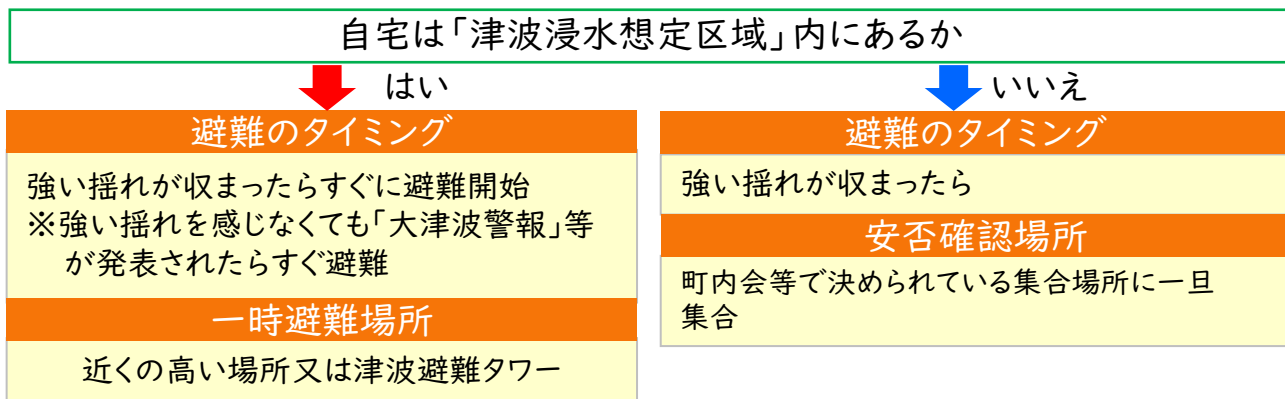 自宅は「津波浸水想定区域」内にあるか
はい
避難のタイミング
強い揺れが収まったらすぐに避難開始
※強い揺れを感じなくても「大津波警報」等
が発表されたらすぐ避難
一時避難場所
近くの高い場所又は津波避難タワー
いいえ
避難のタイミング
強い揺れが収まったら
安否確認場所
町内会等で決められている集合場所に一旦
集合